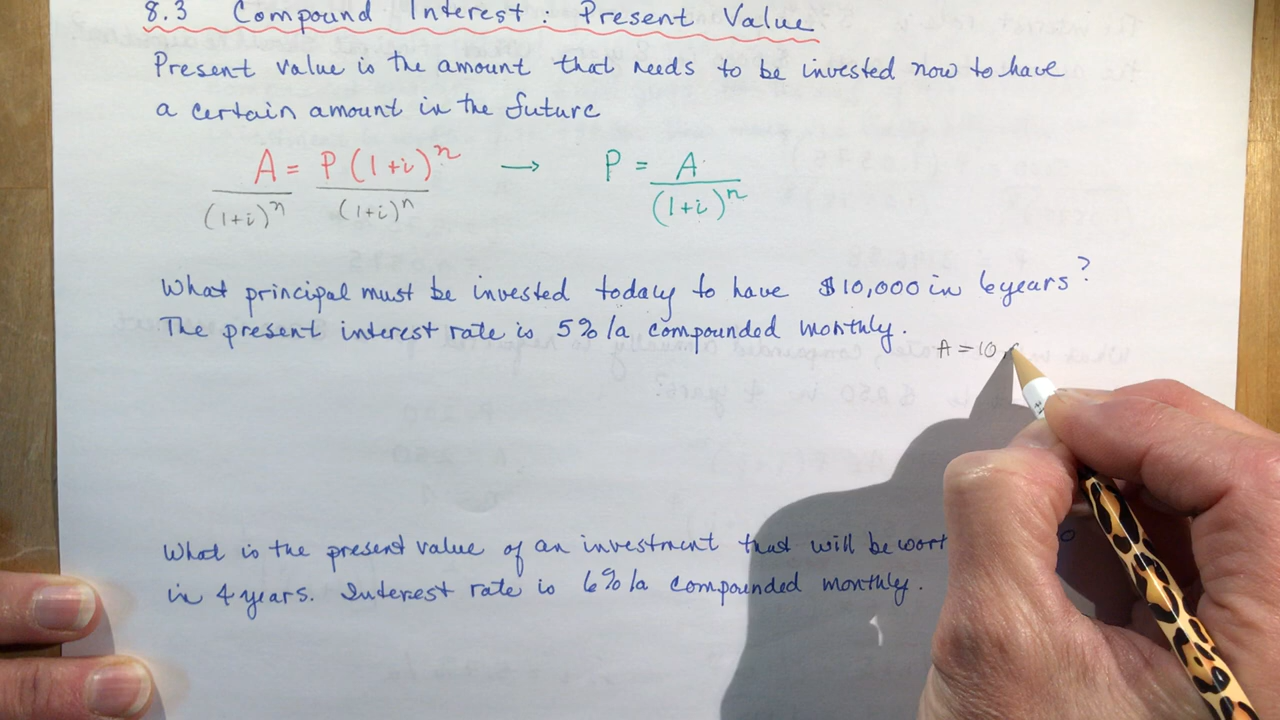 8.3 Compound Interest: Present Value
Present value is the amount that needs to be invested now to have
a certain amount in the future
A = P(1+i)^n → P = A
(1+i)^n (1+i)^n (1+i)^n
What principal must be invested today to have $10,000 in 6 years?
The present interest rate is 5%/a compounded monthly.
A = 10
What is the present value of an investment that will be
in 4 years. Interest rate is 6%/a compounded monthly.